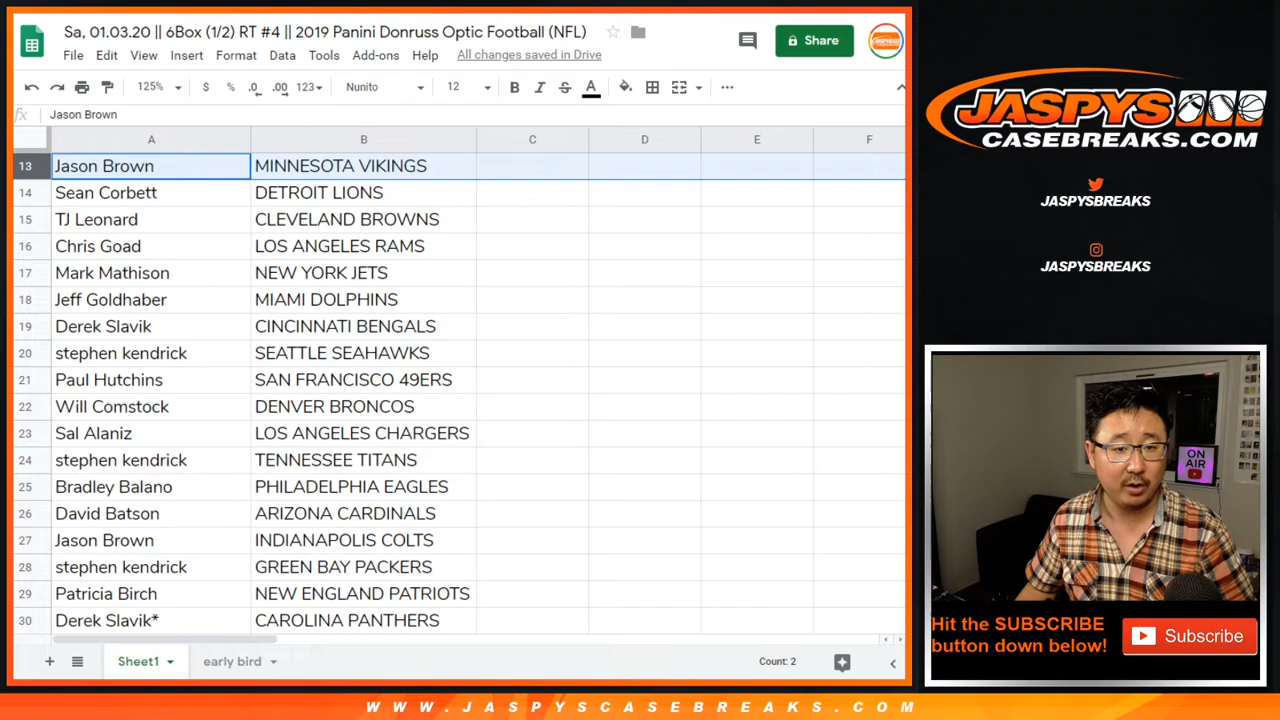 Sa, 01.03.20 || 6Box (1/2) RT #4 || 2019 Panini Donruss Optic Football (NFL)
File Edit View Insert Format Data Tools Add-ons Help All changes saved in Drive
Share
125% $ % .0 .00 123 Nunito 12 B I S A
fx Jason Brown
A B C D E F
13 Jason Brown MINNESOTA VIKINGS
14 Sean Corbett DETROIT LIONS
15 TJ Leonard CLEVELAND BROWNS
16 Chris Goad LOS ANGELES RAMS
17 Mark Mathison NEW YORK JETS
18 Jeff Goldhaber MIAMI DOLPHINS
19 Derek Slavik CINCINNATI BENGALS
20 stephen kendrick SEATTLE SEAHAWKS
21 Paul Hutchins SAN FRANCISCO 49ERS
22 Will Comstock DENVER BRONCOS
23 Sal Alaniz LOS ANGELES CHARGERS
24 stephen kendrick TENNESSEE TITANS
25 Bradley Balano PHILADELPHIA EAGLES
26 David Batson ARIZONA CARDINALS
27 Jason Brown INDIANAPOLIS COLTS
28 stephen kendrick GREEN BAY PACKERS
29 Patricia Birch NEW ENGLAND PATRIOTS
30 Derek Slavik* CAROLINA PANTHERS
Sheet1 early bird Count: 2
JASPYS
CASEBREAKS.COM
JASPYSBREAKS
JASPYSBREAKS
ON
AIR
Hit the SUBSCRIBE
button down below!
Subscribe
WWW.JASPYSCASEBREAKS.COM